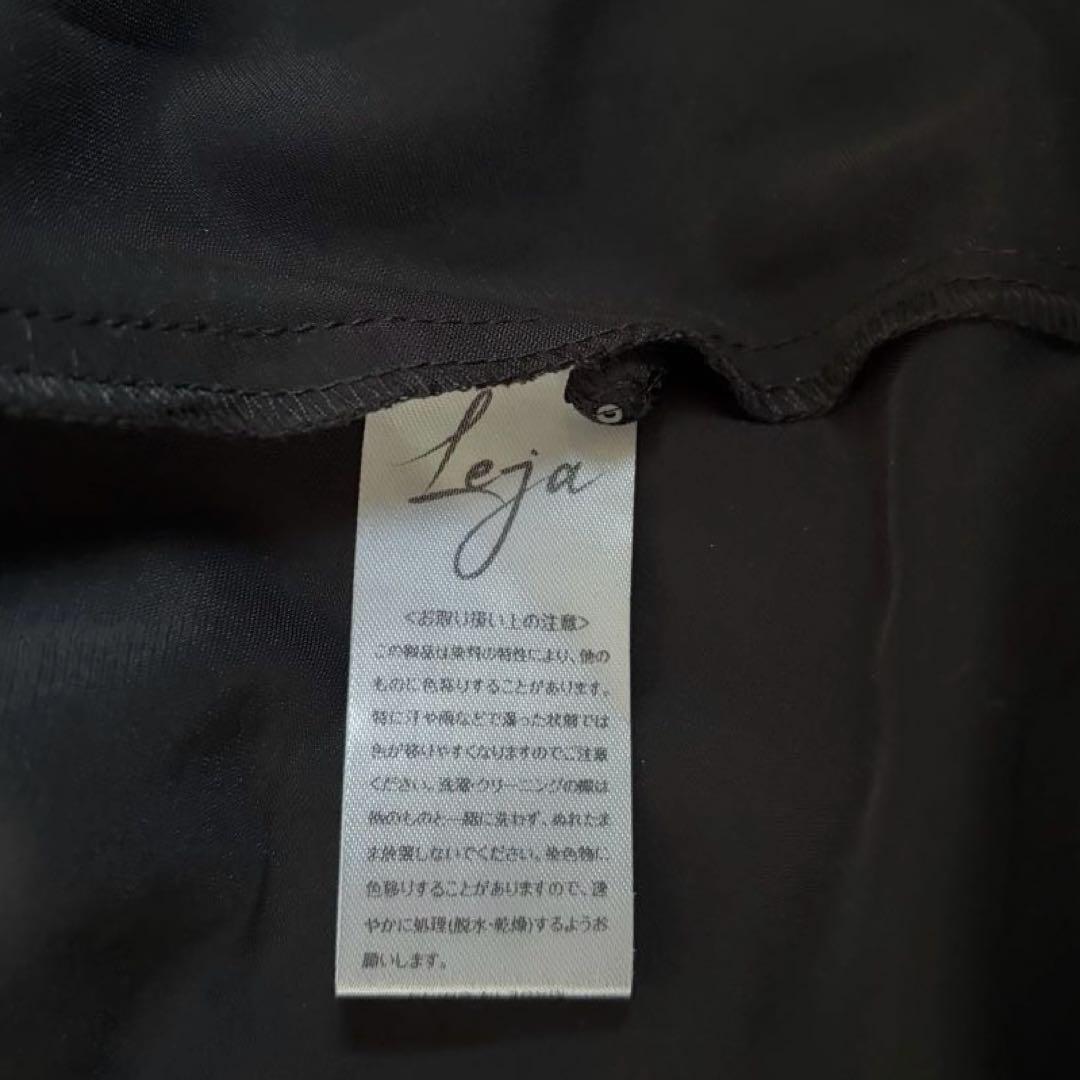 Leja
<お取り扱い上の注意>
この製品は染料の特性により、他の
ものに色移りすることがあります。
特に汗や雨などで湿った状態では
色が移りやすくなりますのでご注意
ください。洗濯・クリーニングの際は
他のものと一緒に洗わず、ぬれたま
ま放置しないでください。染色物に
色移りすることがありますので、速
やかに処理(脱水・乾燥)するようお
願いします。